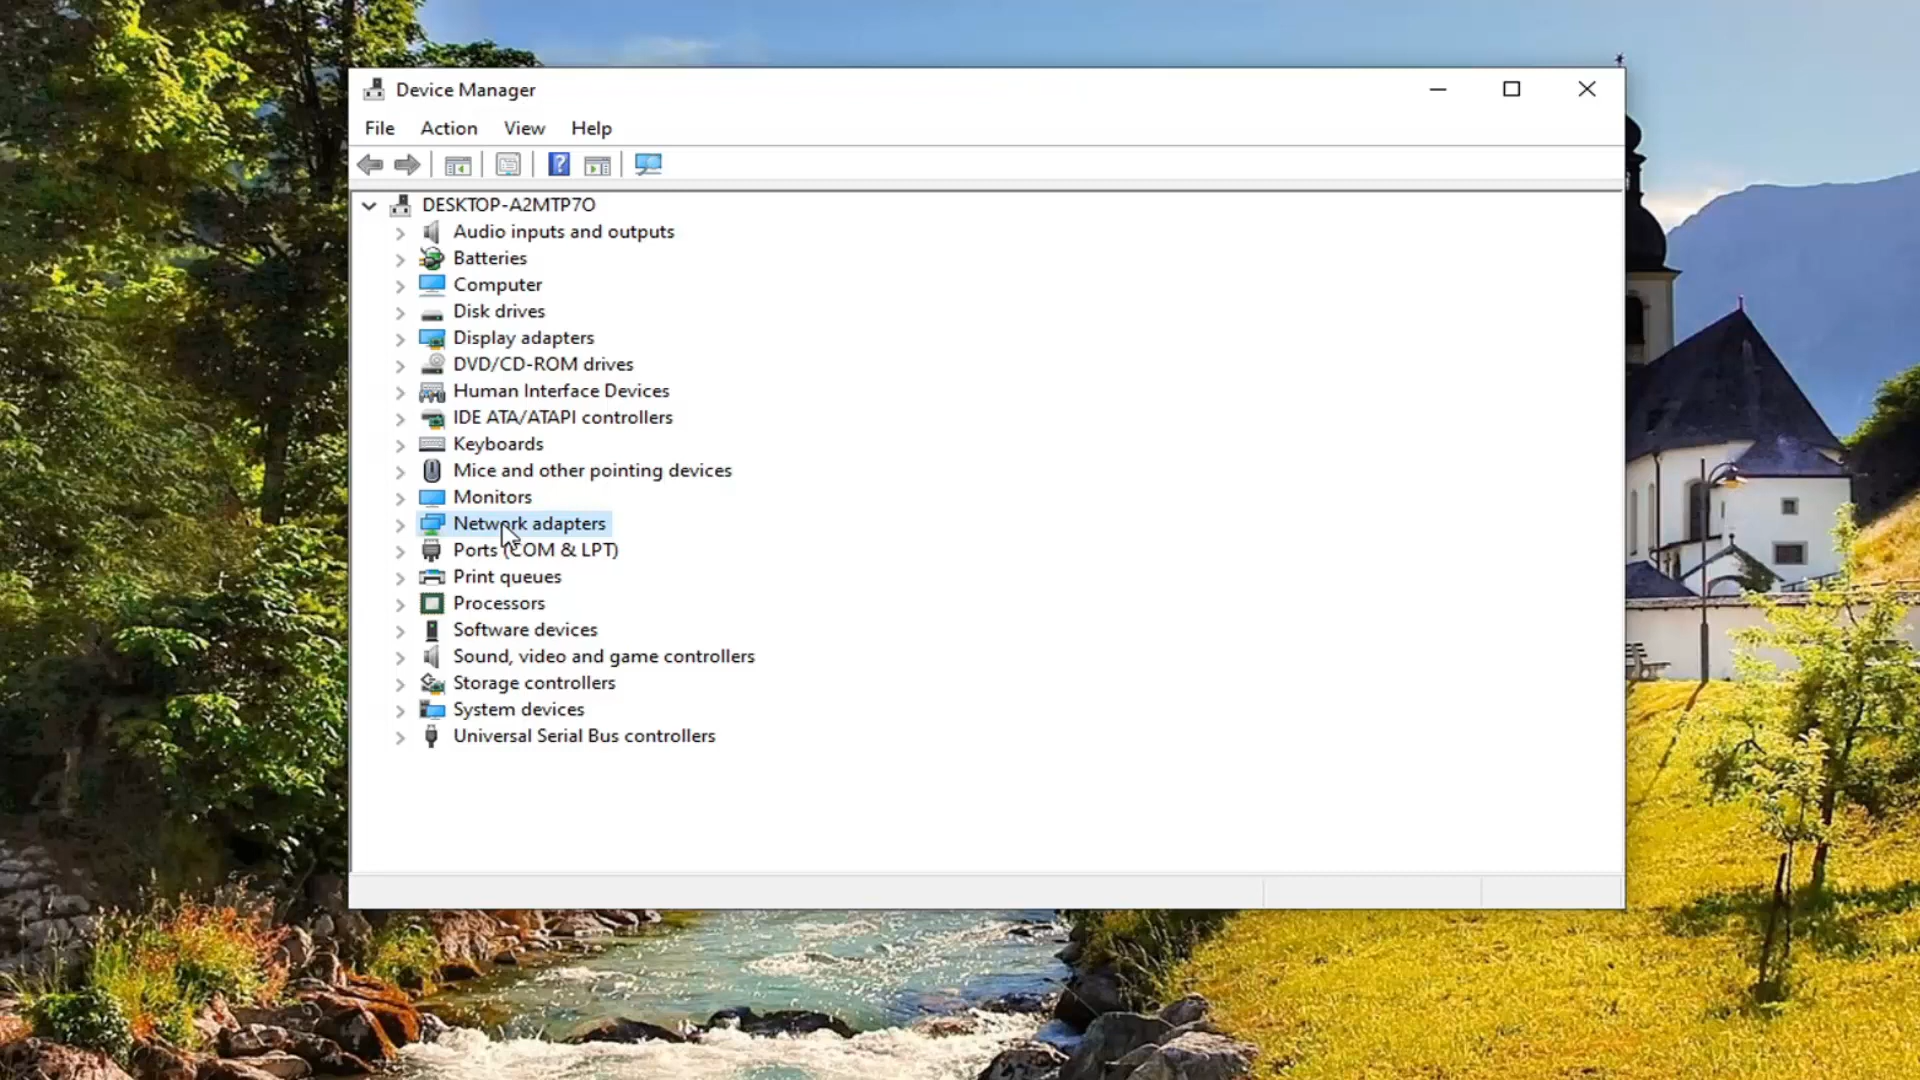 Device Manager
File Action View Help
DESKTOP-A2MTP7O
Audio inputs and outputs
Batteries
Computer
Disk drives
Display adapters
DVD/CD-ROM drives
Human Interface Devices
IDE ATA/ATAPI controllers
Keyboards
Mice and other pointing devices
Monitors
Network adapters
Ports (COM & LPT)
Print queues
Processors
Software devices
Sound, video and game controllers
Storage controllers
System devices
Universal Serial Bus controllers